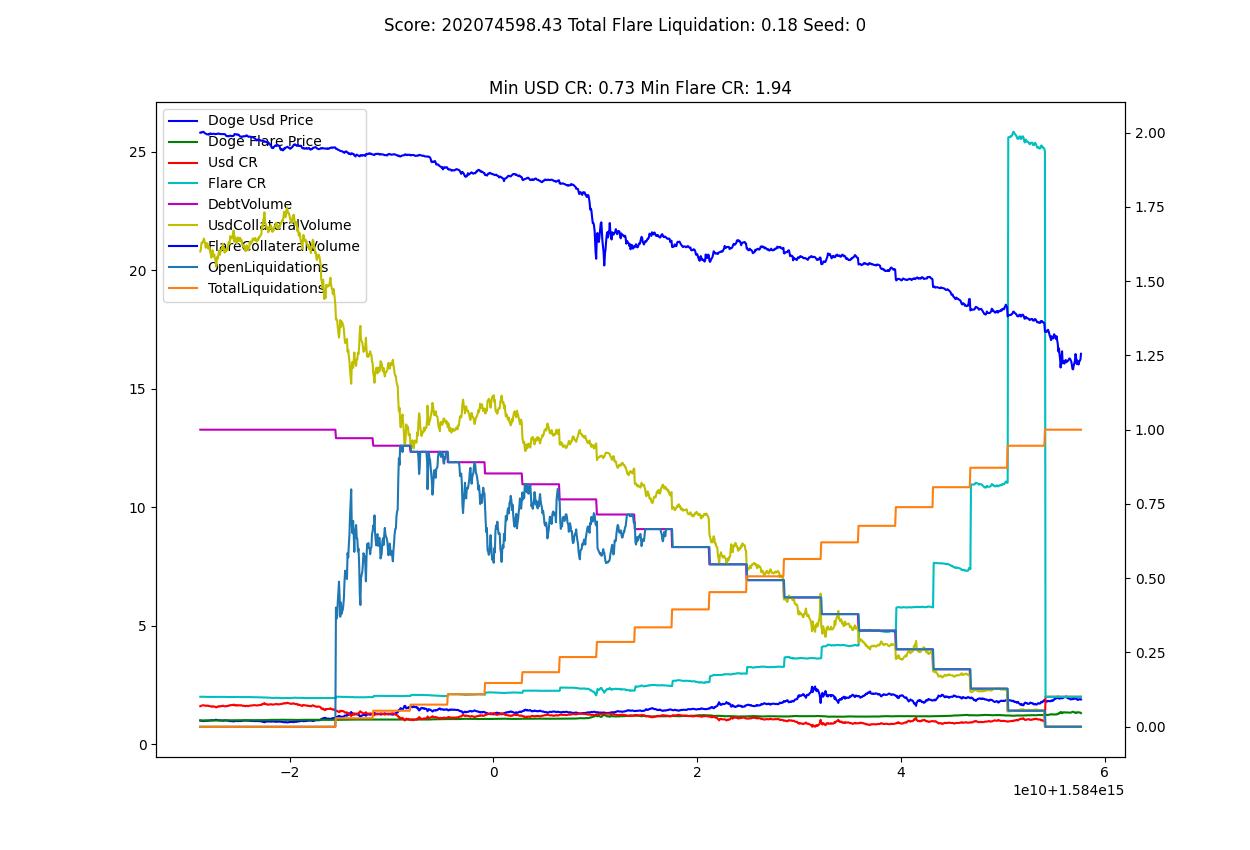 Score: 202074598.43 Total Flare Liquidation: 0.18 Seed: 0
Min USD CR: 0.73 Min Flare CR: 1.94
Doge Usd Price
Doge Flare Price
Usd CR
Flare CR
DebtVolume
UsdCollateralVolume
FlareCollateralVolume
OpenLiquidations
TotalLiquidations
25
20
15
10
5
0
2.00
1.75
1.50
1.25
1.00
0.75
0.50
0.25
0.00
−2
0
2
4
6
1e10+1.584e15